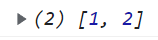 ▶ (2) [1, 2]